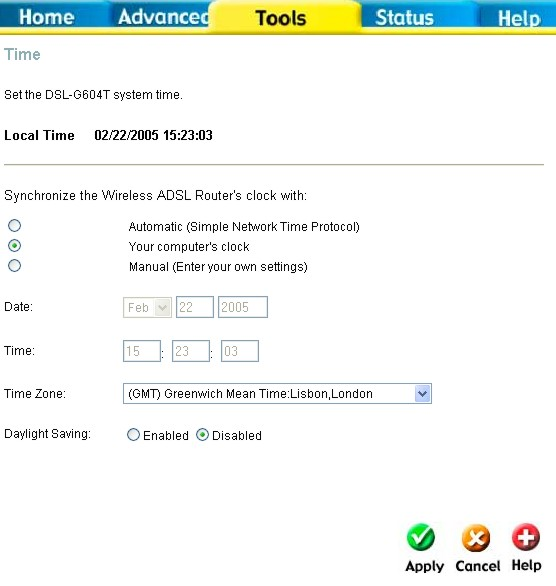 Home Advanced Tools Status Help
Time
Set the DSL-G604T system time.
Local Time 02/22/2005 15:23:03
Synchronize the Wireless ADSL Router's clock with:
Automatic (Simple Network Time Protocol)
Your computer's clock
Manual (Enter your own settings)
Date: Feb 22 2005
Time: 15 : 23 : 03
Time Zone: (GMT) Greenwich Mean Time:Lisbon,London
Daylight Saving: Enabled Disabled
Apply Cancel Help